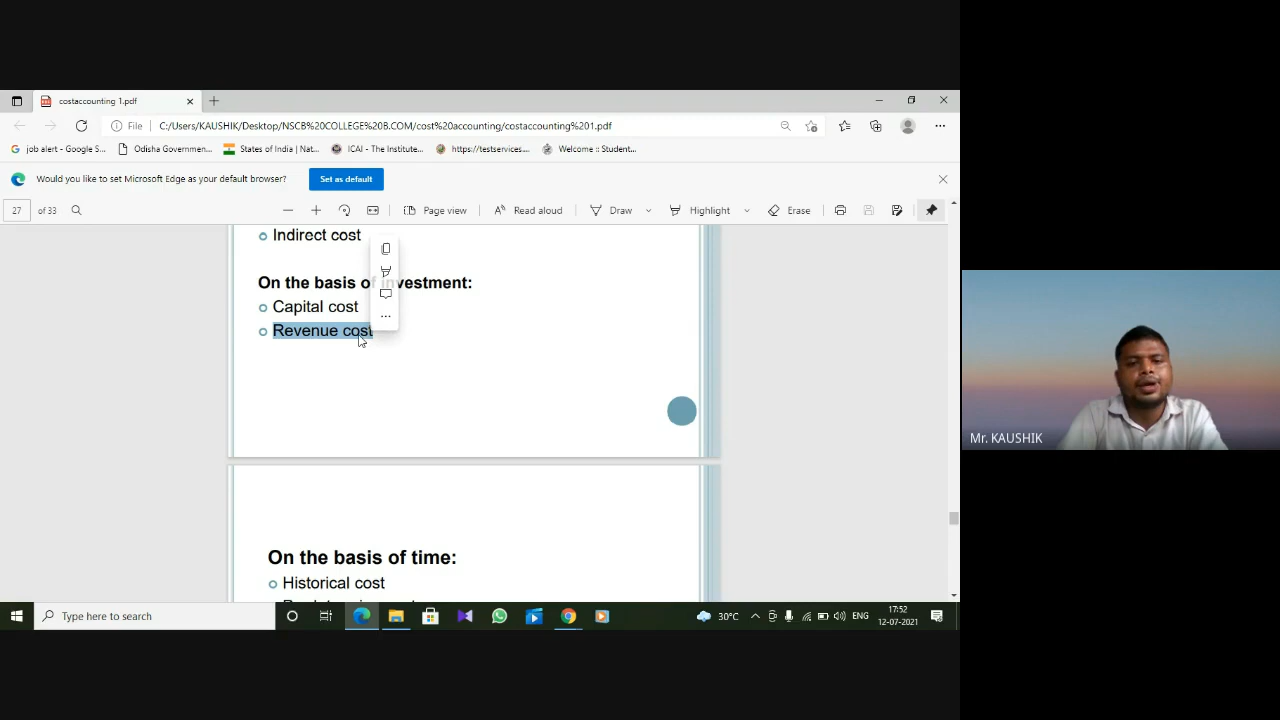 costaccounting 1.pdf
File
C:/Users/KAUSHIK/Desktop/NSCB%20COLLEGE%20B.COM/cost%20accounting/costaccounting%201.pdf
job alert - Google S...
Odisha Governmen...
States of India | Nat...
ICAI - The Institute...
https://testservices....
Welcome :: Student...
Would you like to set Microsoft Edge as your default browser?
Set as default
27 of 33
Page view
Read aloud
Draw
Highlight
Erase
Indirect cost
On the basis of investment:
Capital cost
Revenue cost
On the basis of time:
Historical cost
Mr. KAUSHIK
Type here to search
30°C
ENG
17:52
12-07-2021